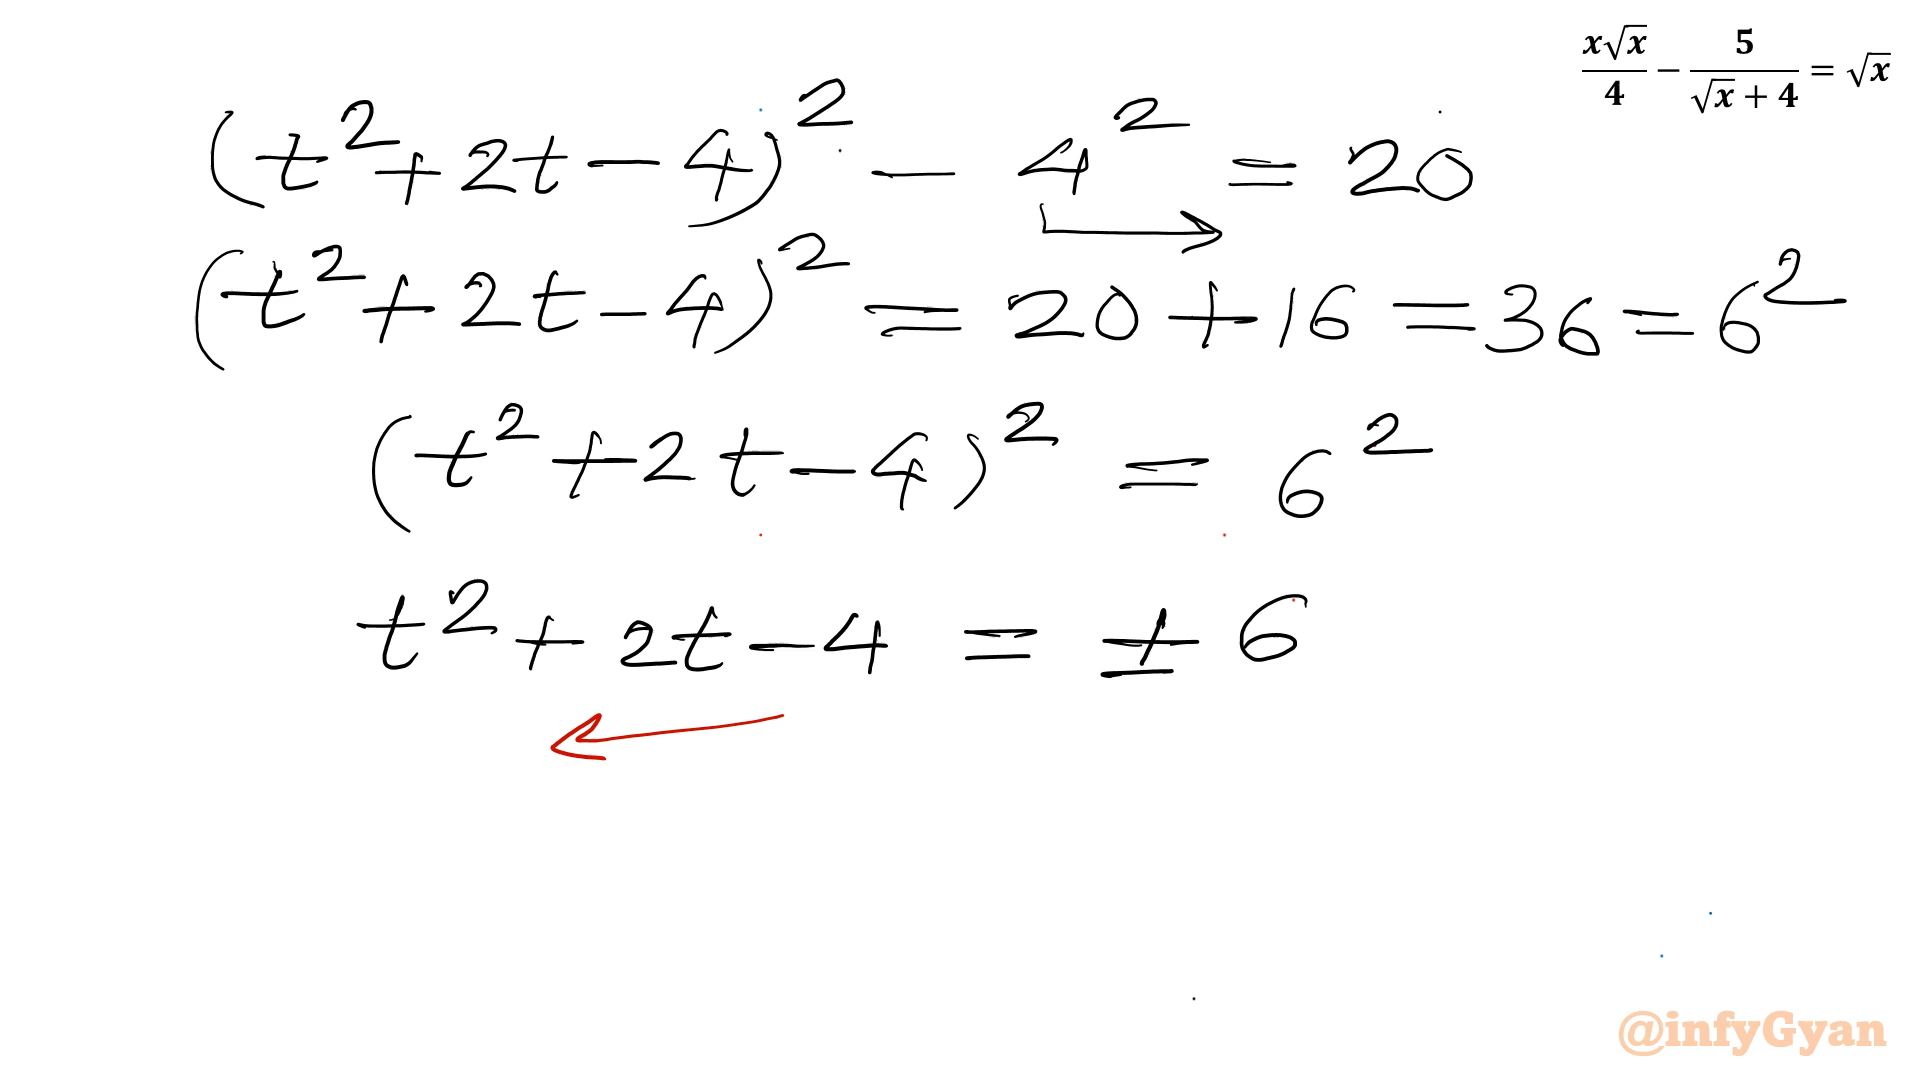 x√x/4 − 5/(√x + 4) = √x
(t² + 2t − 4)² − 4² = 20
(t² + 2t − 4)² = 20 + 16 = 36 = 6²
(t² + 2t − 4)² = 6²
t² + 2t − 4 = ± 6
@infyGyan